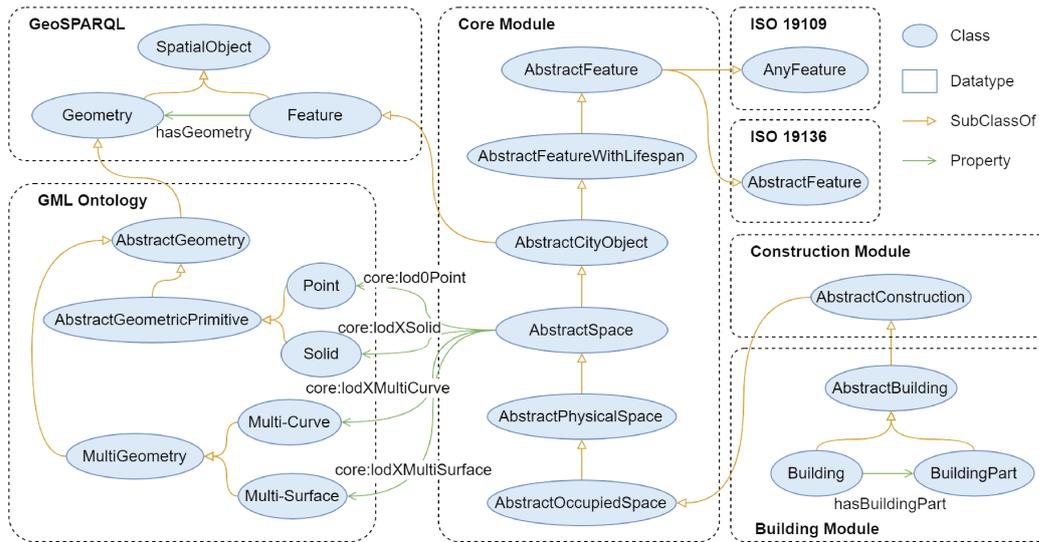 GeoSPARQL
SpatialObject
Geometry
hasGeometry
Feature
GML Ontology
AbstractGeometry
AbstractGeometricPrimitive
Point
Solid
Multi-Curve
MultiGeometry
Multi-Surface
core:lod0Point
core:lodXSolid
core:lodXMultiCurve
core:lodXMultiSurface
Core Module
AbstractFeature
AbstractFeatureWithLifespan
AbstractCityObject
AbstractSpace
AbstractPhysicalSpace
AbstractOccupiedSpace
ISO 19109
AnyFeature
ISO 19136
AbstractFeature
Class
Datatype
SubClassOf
Property
Construction Module
AbstractConstruction
AbstractBuilding
Building
BuildingPart
hasBuildingPart
Building Module